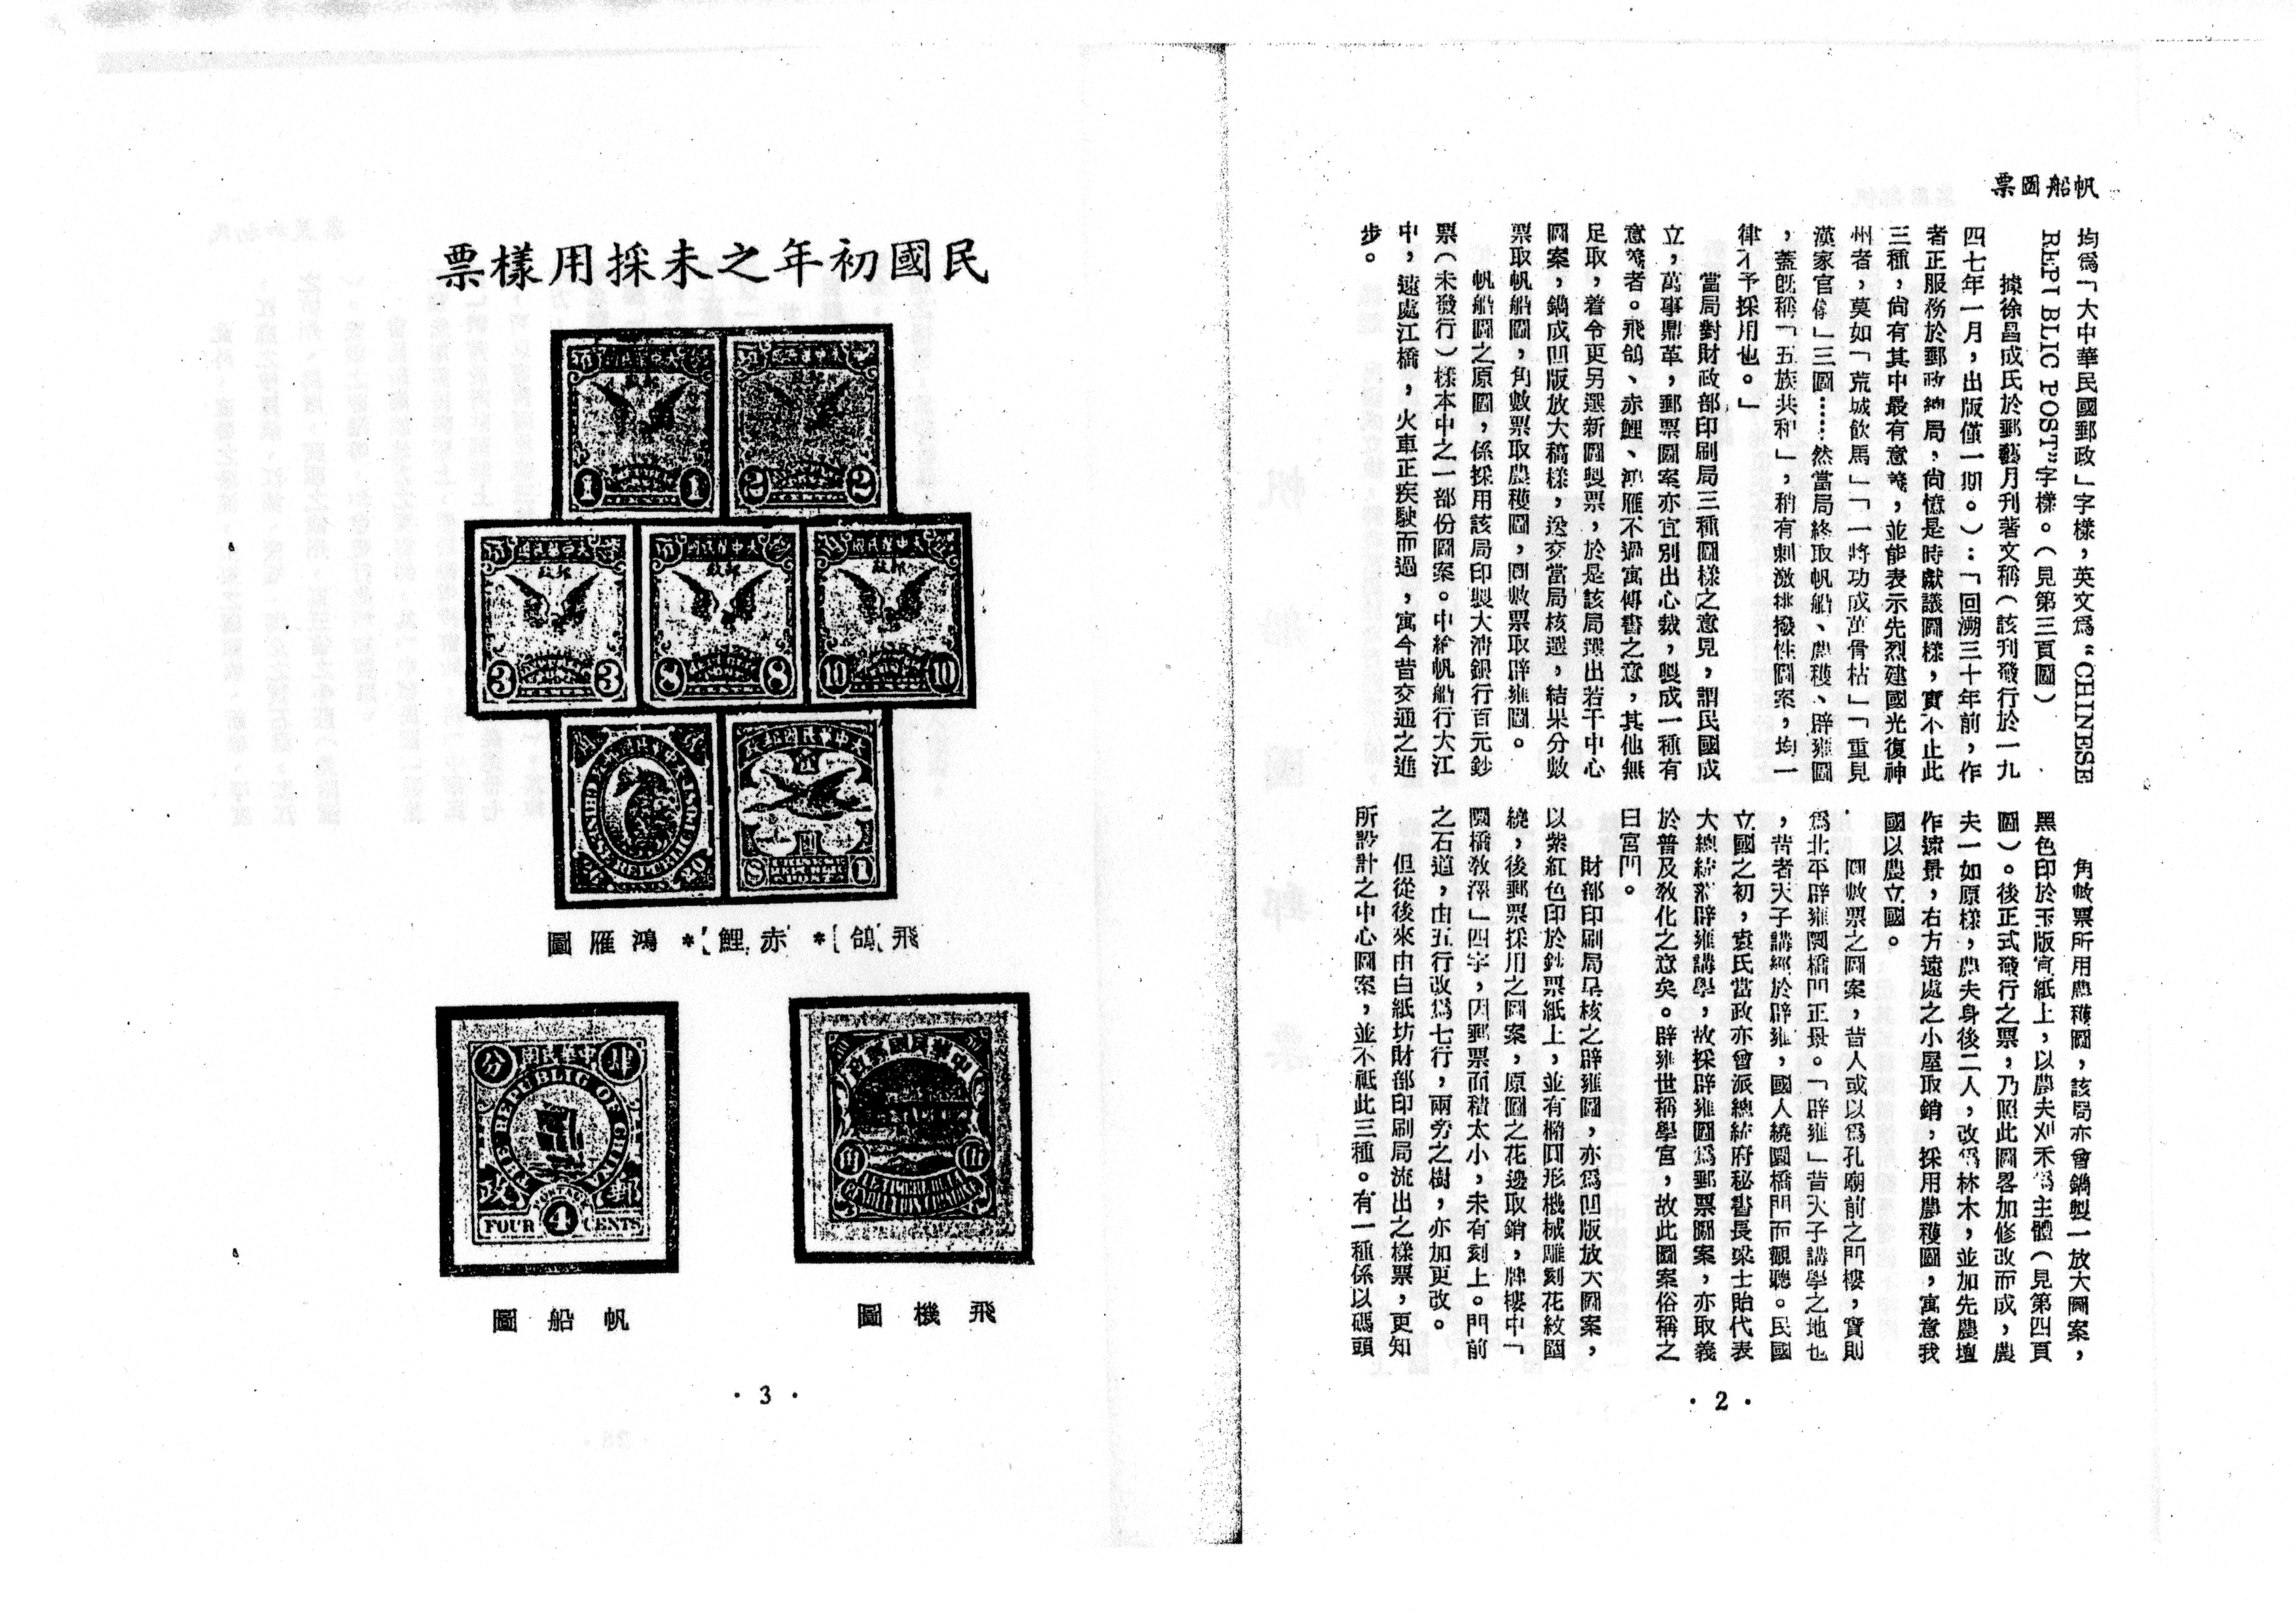 帆船圖票
均爲「大中華民國郵政」字樣，英文爲“CHINESE
REPUBLIC POST”字樣。（見第三頁圖）
據徐昌成氏於郵藝月刊著文稱（該刊發行於一九
四七年一月，出版僅一期。）：「回溯三十年前，作
者正服務於郵政總局，尙憶是時獻議圖樣，實不止此
三種，尙有其中最有意義，並能表示先烈建國光復神
州者，莫如「荒城飲馬」「一將功成萬骨枯」「重見
漢家官儀」三圖……然當局終取帆船、農穫、辟雍圖
，蓋旣稱「五族共和」，稍有刺激挑撥性圖案，均一
律不予採用也。」
當局對財政部印刷局三種圖樣之意見，謂民國成
立，萬事鼎革，郵票圖案亦宜別出心裁，製成一種有
意義者。飛鴿、赤鯉、鴻雁不過寓傳書之意，其他無
足取，着令更另選新圖製票，於是該局選出若干中心
圖案，鐫成凹版放大稿樣，送交當局核選，結果分數
票取帆船圖，角數票取農穫圖，圓數票取辟雍圖。
帆船圖之原圖，係採用該局印製大淸銀行百元鈔
票（未發行）樣本中之一部份圖案。中繪帆船行大江
中，遠處江橋，火車正疾駛而過，寓今昔交通之進
步。
角數票所用農穫圖，該局亦曾鐫製一放大圖案，
黑色印於玉版宣紙上，以農夫刈禾爲主體（見第四頁
圖）。後正式發行之票，乃照此圖畧加修改而成，農
夫一如原樣，農夫身後二人，改爲林木，並加先農壇
作遠景，右方遠處之小屋取銷，採用農穫圖，寓意我
國以農立國。
圓數票之圖案，昔人或以爲孔廟前之門樓，實則
爲北平辟雍圜橋門正景。「辟雍」昔天子講學之地也
，昔者天子講經於辟雍，國人繞圜橋門而觀聽。民國
立國之初，袁氏當政亦曾派總統府秘書長梁士貽代表
大總統蒞辟雍講學，故採辟雍圖爲郵票圖案，亦取義
於普及敎化之意矣。辟雍世稱學宮，故此圖案俗稱之
曰宮門。
財部印刷局呈核之辟雍圖，亦爲凹版放大圖案，
以紫紅色印於鈔票紙上，並有橢圓形機械雕刻花紋圍
繞，後郵票採用之圖案，原圖之花邊取銷，牌樓中「
圜橋敎澤」四字，因郵票面積太小，未有刻上。門前
之石道，由五行改爲七行，兩旁之樹，亦加更改。
但從後來由白紙坊財部印刷局流出之樣票，更知
所設計之中心圖案，並不祇此三種。有一種係以碼頭
·2·
民國初年之未採用樣票
1 1
2 2
3 3
8 8
10 10
飛鴿*赤鯉*鴻雁圖
THE REPUBLIC OF CHINA
POSTAGE
FOUR 4 CENTS
帆船圖
飛機圖
·3·